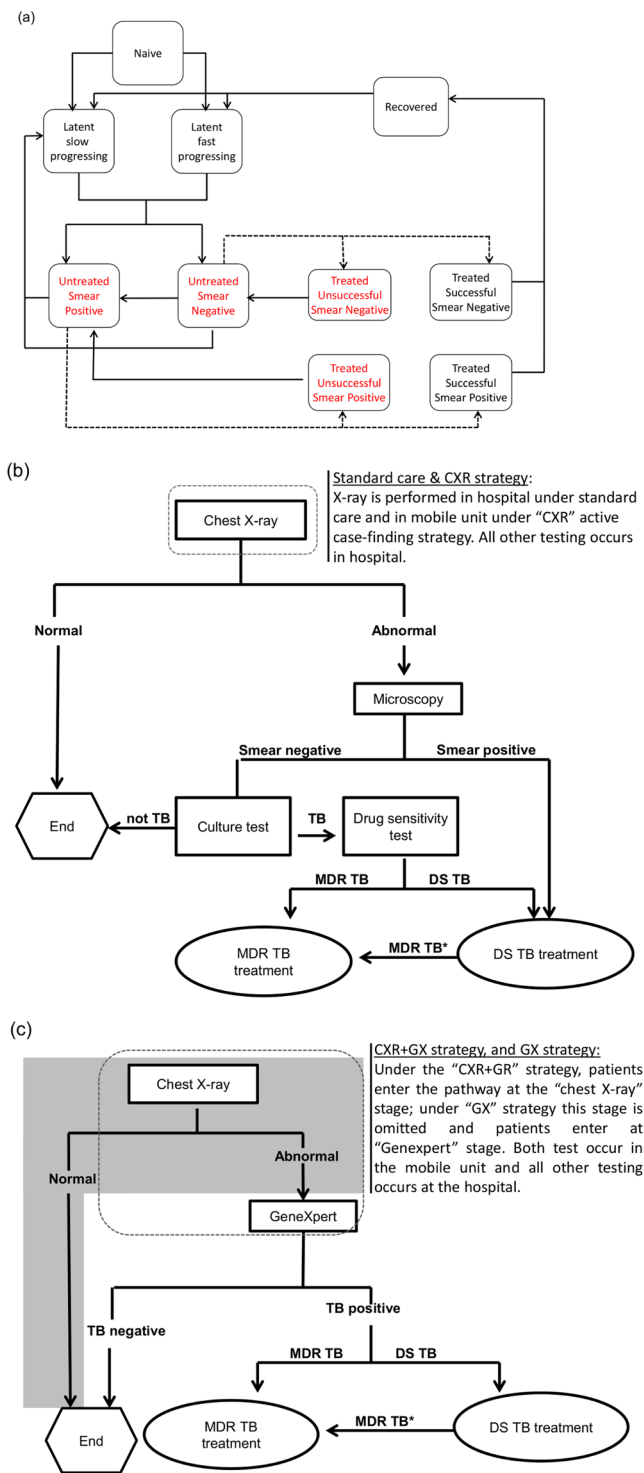 (a)
Naive
Recovered
Latent
slow
progressing
Latent
fast
progressing
Untreated
Smear
Positive
Untreated
Smear
Negative
Treated
Unsuccessful
Smear Negative
Treated
Successful
Smear Negative
Treated
Unsuccessful
Smear Positive
Treated
Successful
Smear Positive
(b)
Standard care & CXR strategy:
X-ray is performed in hospital under standard
care and in mobile unit under “CXR” active
case-finding strategy. All other testing occurs
in hospital.
Chest X-ray
Normal
Abnormal
Microscopy
Smear negative
Smear positive
End
not TB
Culture test
TB
Drug sensitivity
test
MDR TB
DS TB
MDR TB
treatment
MDR TB*
DS TB treatment
(c)
CXR+GX strategy, and GX strategy:
Under the “CXR+GR” strategy, patients
enter the pathway at the “chest X-ray”
stage; under “GX” strategy this stage is
omitted and patients enter at
“Genexpert” stage. Both test occur in
the mobile unit and all other testing
occurs at the hospital.
Chest X-ray
Normal
Abnormal
GeneXpert
TB negative
TB positive
MDR TB
DS TB
End
MDR TB
treatment
MDR TB*
DS TB treatment